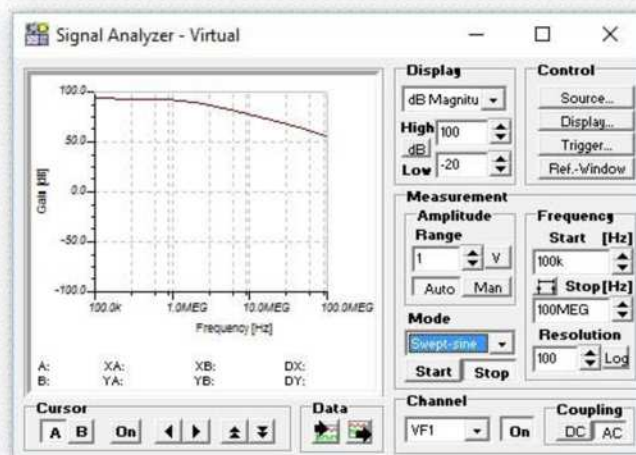 Signal Analyzer - Virtual
100.0
50.0
0.0
-50.0
-100.0
Gain [dB]
100.0k
1.0MEG
10.0MEG
100.0MEG
Frequency [Hz]
A: XA: XB: DX:
B: YA: YB: DY:
Cursor
A B On
Data
Display
dB Magnitu
High 100
dB
Low -20
Control
Source...
Display...
Trigger...
Ref.-Window
Measurement
Amplitude
Range
1 V
Auto Man
Mode
Swept-sine
Start Stop
Frequency
Start [Hz]
100k
Stop[Hz]
100MEG
Resolution
100 Log
Channel
VF1 On
Coupling
DC AC